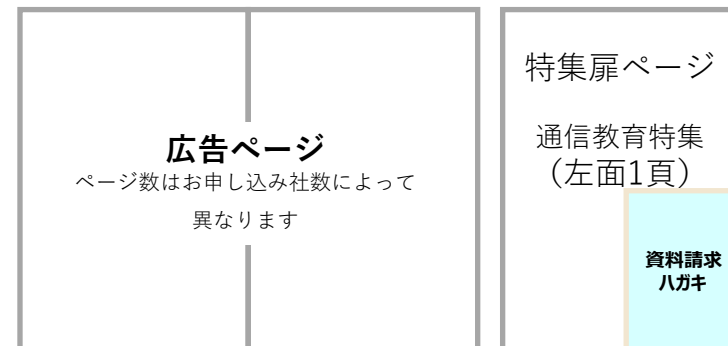 広告ページ
ページ数はお申し込み社数によって
異なります
特集扉ページ
通信教育特集
（左面1頁）
資料請求
ハガキ